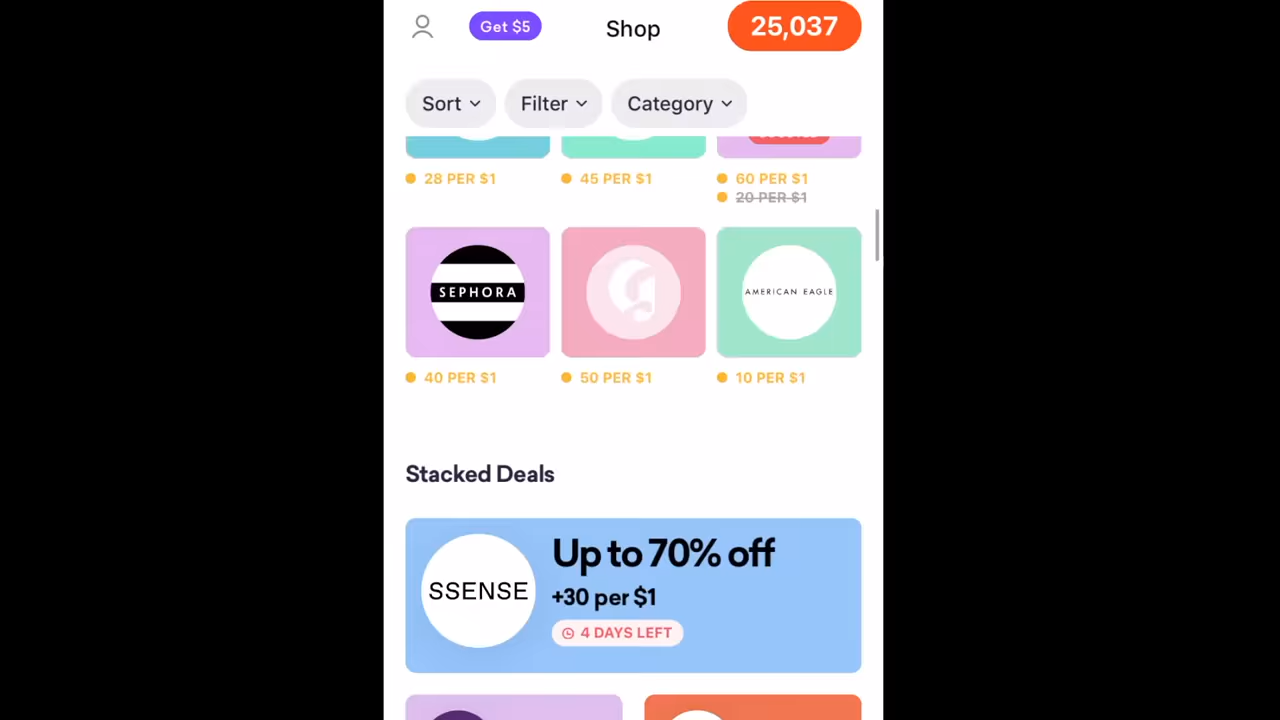 Get $5
Shop
25,037
Sort
Filter
Category
28 PER $1
45 PER $1
60 PER $1
20 PER $1
SEPHORA
G
AMERICAN EAGLE
40 PER $1
50 PER $1
10 PER $1
Stacked Deals
SSENSE
Up to 70% off
+30 per $1
4 DAYS LEFT